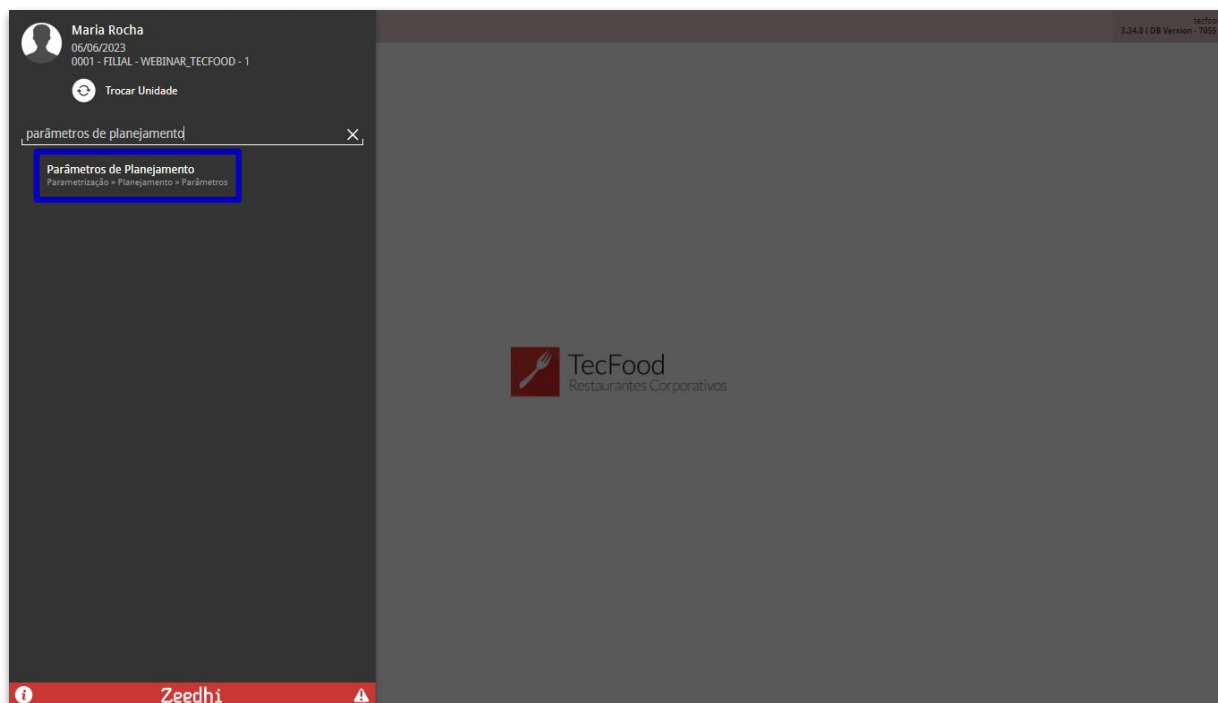 Maria Rocha
06/06/2023
0001 - FILIAL - WEBINAR_TECFOOD - 1
Trocar Unidade
parâmetros de planejamento
Parâmetros de Planejamento
Parametrização » Planejamento » Parâmetros
tecfoo
3.34.0 ( DB Version - 7055
TecFood
Restaurantes Corporativos
Zeedhi